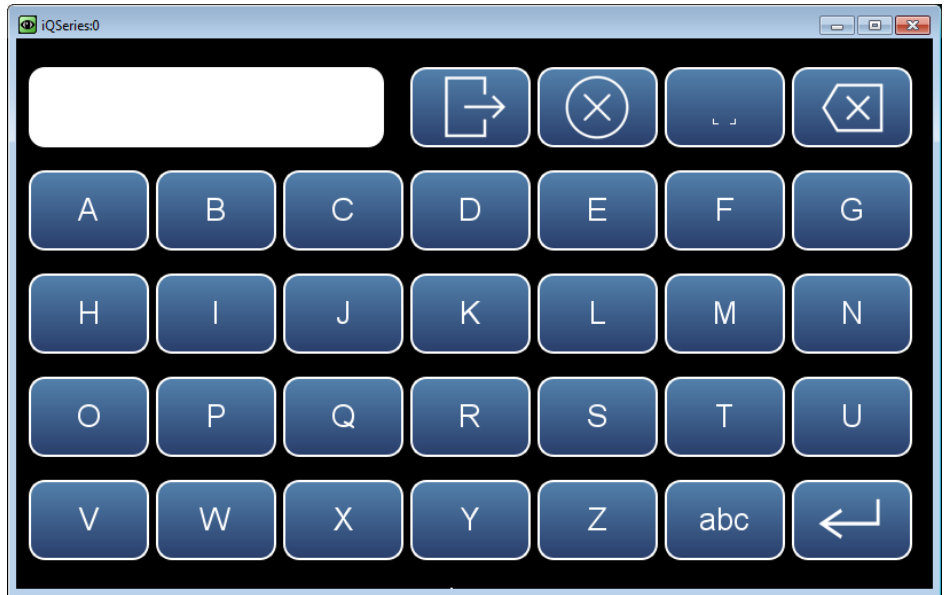 iQSeries:0
A B C D E F G
H I J K L M N
O P Q R S T U
V W X Y Z abc